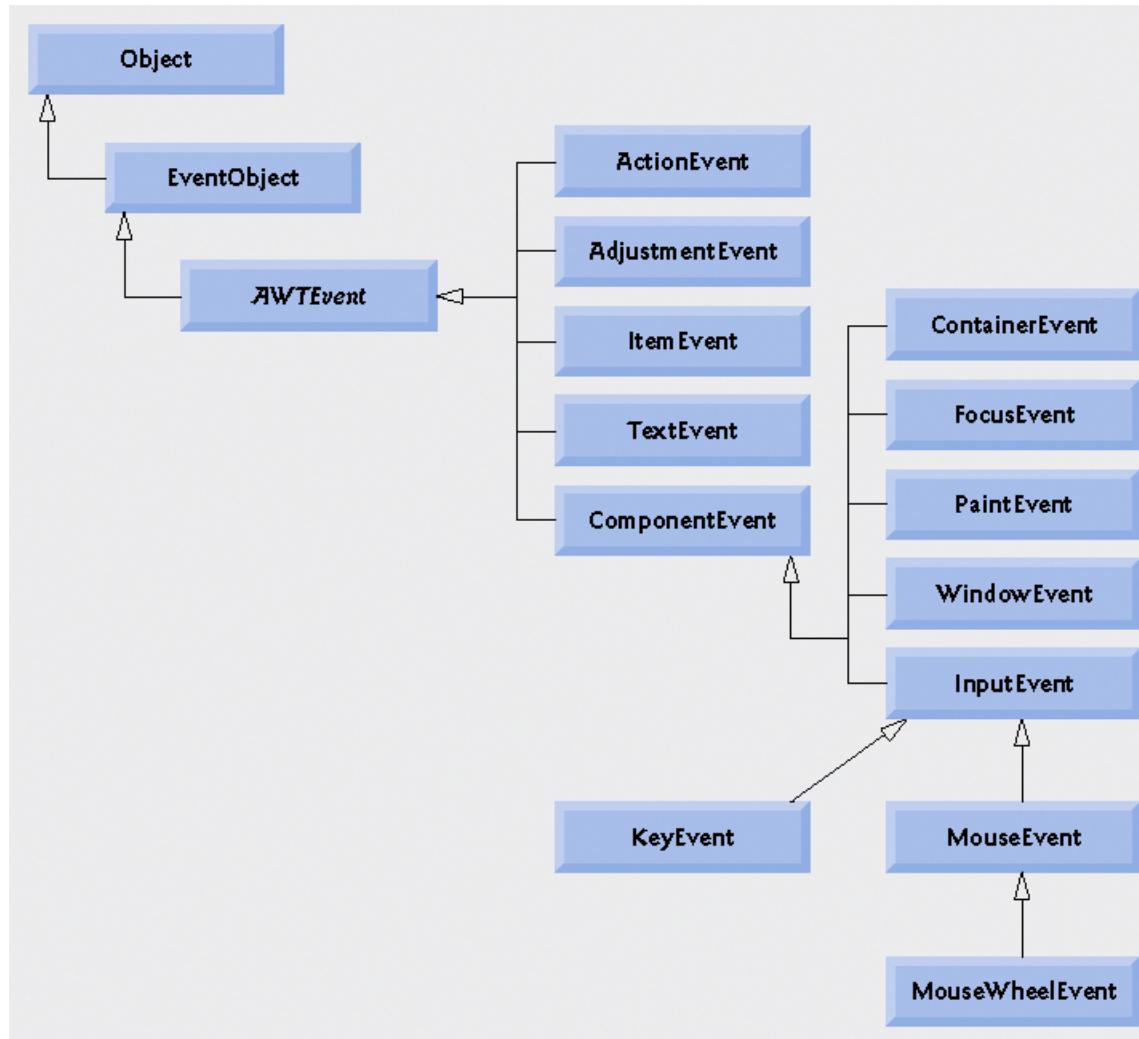 Object
EventObject
AWTEvent
ActionEvent
AdjustmentEvent
ItemEvent
TextEvent
ComponentEvent
ContainerEvent
FocusEvent
PaintEvent
WindowEvent
InputEvent
KeyEvent
MouseEvent
MouseWheelEvent